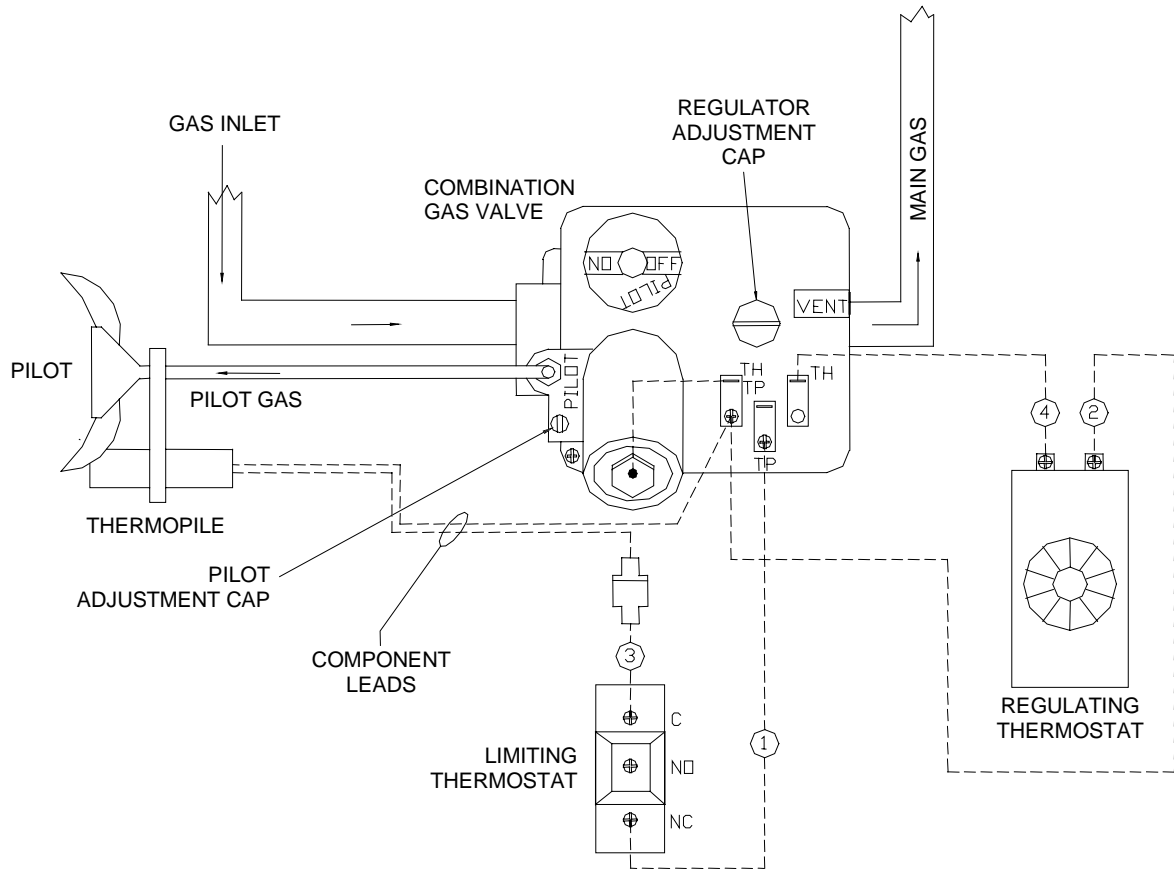 GAS INLET
REGULATOR
ADJUSTMENT
CAP
COMBINATION
GAS VALVE
MAIN GAS
NO OFF
PILOT
VENT
PILOT
PILOT GAS
PILOT
TH
TP
TH
TP
4
2
THERMOPILE
PILOT
ADJUSTMENT CAP
COMPONENT
LEADS
3
C
LIMITING
THERMOSTAT
NO
NC
1
REGULATING
THERMOSTAT